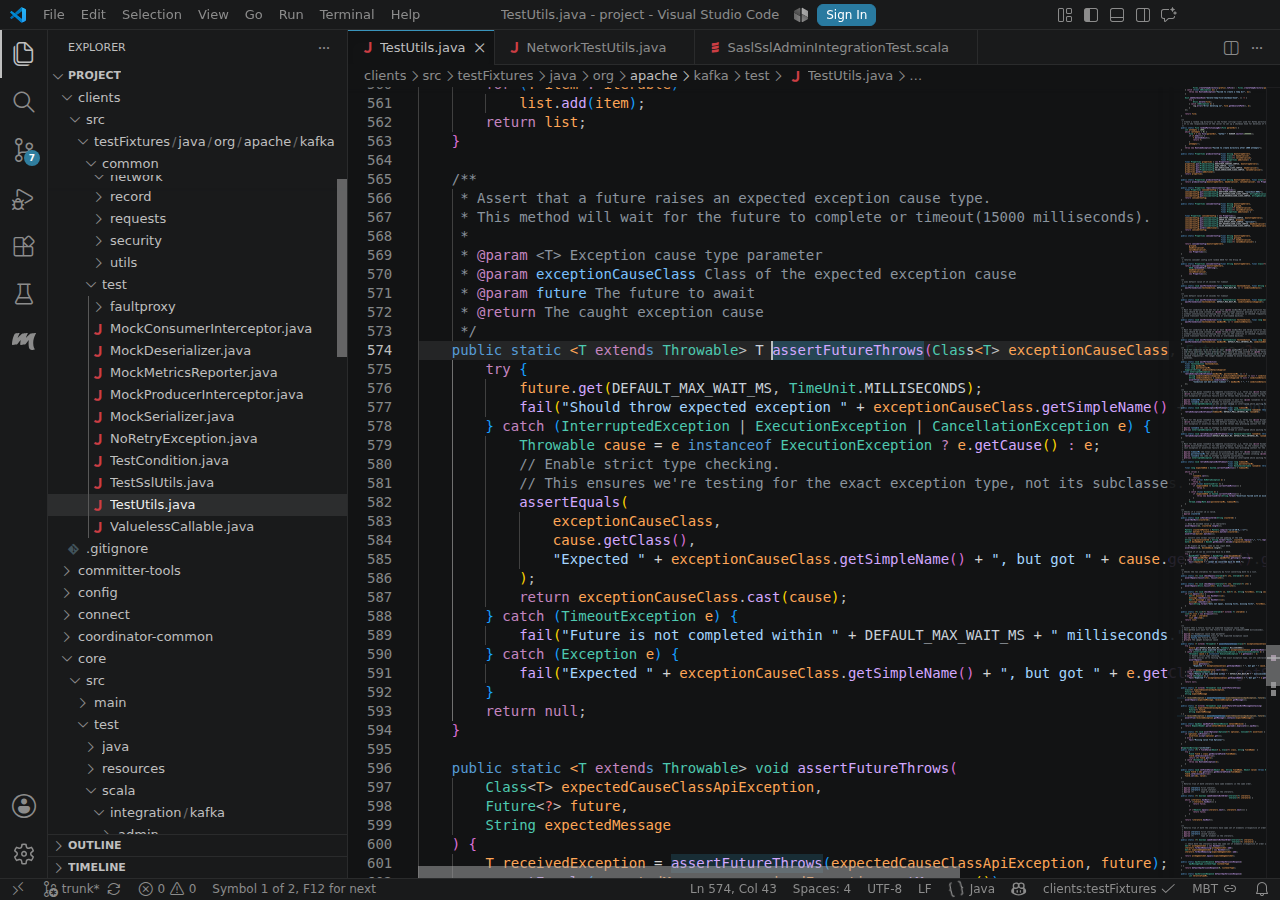 File Edit Selection View Go Run Terminal Help
TestUtils.java - project - Visual Studio Code
Sign In
EXPLORER
PROJECT
clients
src
testFixtures/java/org/apache/kafka
common
network
record
requests
security
utils
test
faultproxy
MockConsumerInterceptor.java
MockDeserializer.java
MockMetricsReporter.java
MockProducerInterceptor.java
MockSerializer.java
NoRetryException.java
TestCondition.java
TestSslUtils.java
TestUtils.java
ValuelessCallable.java
.gitignore
committer-tools
config
connect
coordinator-common
core
src
main
test
java
resources
scala
integration/kafka
admin
OUTLINE
TIMELINE
7
TestUtils.java
NetworkTestUtils.java
SaslSslAdminIntegrationTest.scala
clients > src > testFixtures > java > org > apache > kafka > test > TestUtils.java > ...
560 for (T item : iterable)
561 list.add(item);
562 return list;
563 }
564
565 /**
566 * Assert that a future raises an expected exception cause type.
567 * This method will wait for the future to complete or timeout(15000 milliseconds).
568 *
569 * @param <T> Exception cause type parameter
570 * @param exceptionCauseClass Class of the expected exception cause
571 * @param future The future to await
572 * @return The caught exception cause
573 */
574 public static <T extends Throwable> T assertFutureThrows(Class<T> exceptionCauseClass
575 try {
576 future.get(DEFAULT_MAX_WAIT_MS, TimeUnit.MILLISECONDS);
577 fail("Should throw expected exception " + exceptionCauseClass.getSimpleName()
578 } catch (InterruptedException | ExecutionException | CancellationException e) {
579 Throwable cause = e instanceof ExecutionException ? e.getCause() : e;
580 // Enable strict type checking.
581 // This ensures we're testing for the exact exception type, not its subclasses.
582 assertEquals(
583 exceptionCauseClass,
584 cause.getClass(),
585 "Expected " + exceptionCauseClass.getSimpleName() + ", but got " + cause.g
586 );
587 return exceptionCauseClass.cast(cause);
588 } catch (TimeoutException e) {
589 fail("Future is not completed within " + DEFAULT_MAX_WAIT_MS + " milliseconds
590 } catch (Exception e) {
591 fail("Expected " + exceptionCauseClass.getSimpleName() + ", but got " + e.get
592 }
593 return null;
594 }
595
596 public static <T extends Throwable> void assertFutureThrows(
597 Class<T> expectedCauseClassApiException,
598 Future<?> future,
599 String expectedMessage
600 ) {
601 T receivedException = assertFutureThrows(expectedCauseClassApiException, future);
trunk* 0 0 Symbol 1 of 2, F12 for next
Ln 574, Col 43 Spaces: 4 UTF-8 LF Java clients:testFixtures MBT